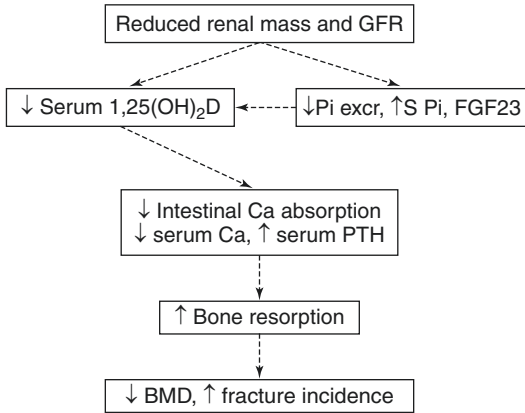 Reduced renal mass and GFR
↓ Serum 1,25(OH)₂D
↓Pi excr, ↑S Pi, FGF23
↓ Intestinal Ca absorption
↓ serum Ca, ↑ serum PTH
↑ Bone resorption
↓ BMD, ↑ fracture incidence